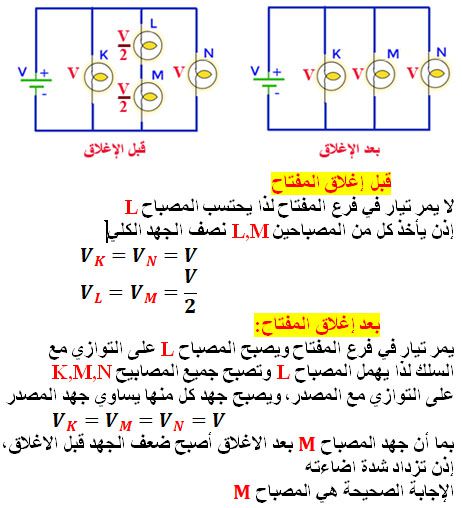 V + - V K V/2 L V/2 M V N
V + - V K V M V N
قبل الإغلاق
بعد الإغلاق
قبل إغلاق المفتاح
لا يمر تيار في فرع المفتاح لذا يحتسب المصباح L
إذن يأخذ كل من المصباحين L,M نصف الجهد الكلي
V_K = V_N = V
V_L = V_M = V/2
بعد إغلاق المفتاح:
يمر تيار في فرع المفتاح ويصبح المصباح L على التوازي مع
السلك لذا يهمل المصباح L وتصبح جميع المصابيح K,M,N
على التوازي مع المصدر، ويصبح جهد كل منها يساوي جهد المصدر
V_K = V_M = V_N = V
بما أن جهد المصباح M بعد الاغلاق أصبح ضعف الجهد قبل الاغلاق،
إذن تزداد شدة اضاءته
الإجابة الصحيحة هي المصباح M